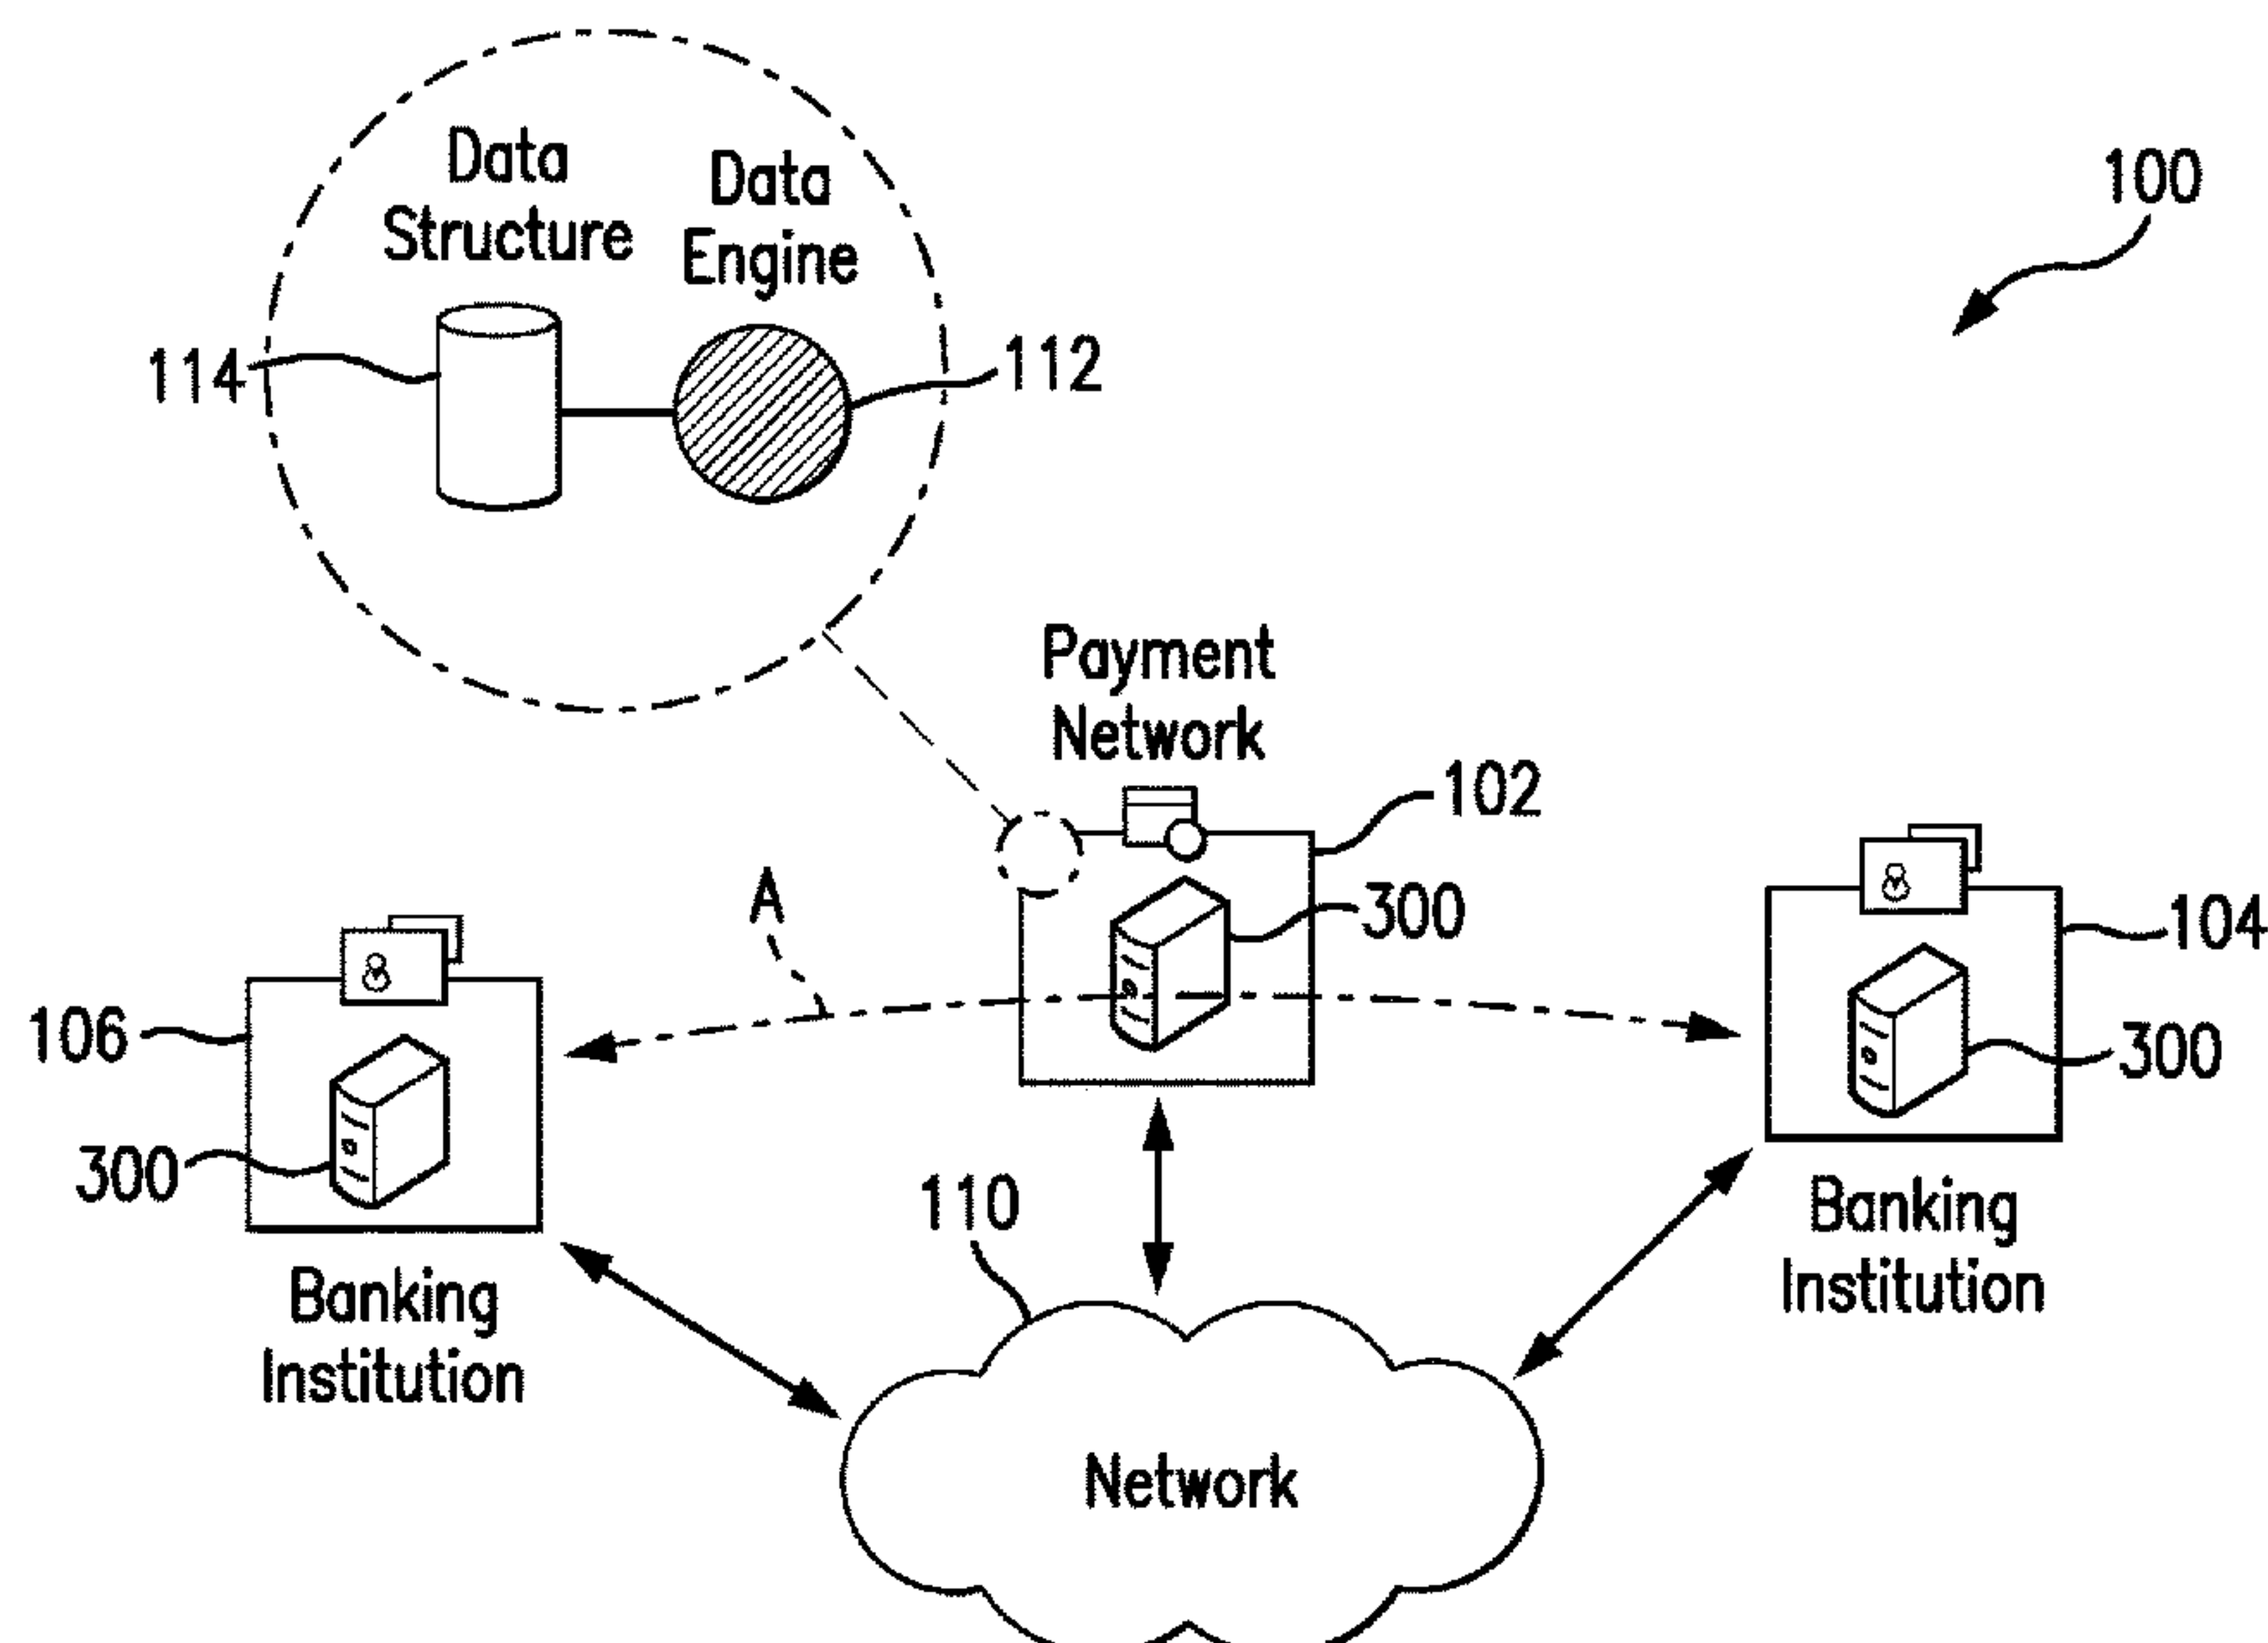 Data
Structure
Data
Engine
100
114
112
Payment
Network
102
A
300
104
106
300
300
110
Banking
Institution
Banking
Institution
Network